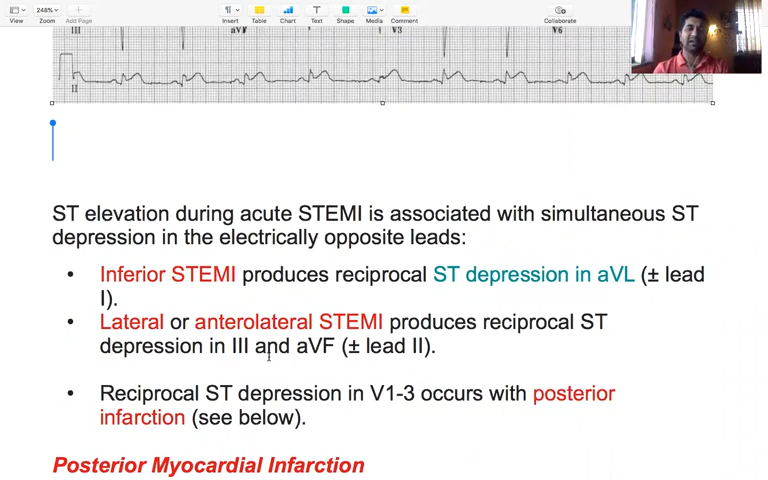 View
248%
Zoom
Add Page
Insert
Table
Chart
Text
Shape
Media
Comment
Collaborate
III
aVF
V3
V6
II
ST elevation during acute STEMI is associated with simultaneous ST
depression in the electrically opposite leads:
• Inferior STEMI produces reciprocal ST depression in aVL (± lead
I).
• Lateral or anterolateral STEMI produces reciprocal ST
depression in III and aVF (± lead II).
• Reciprocal ST depression in V1-3 occurs with posterior
infarction (see below).
Posterior Myocardial Infarction